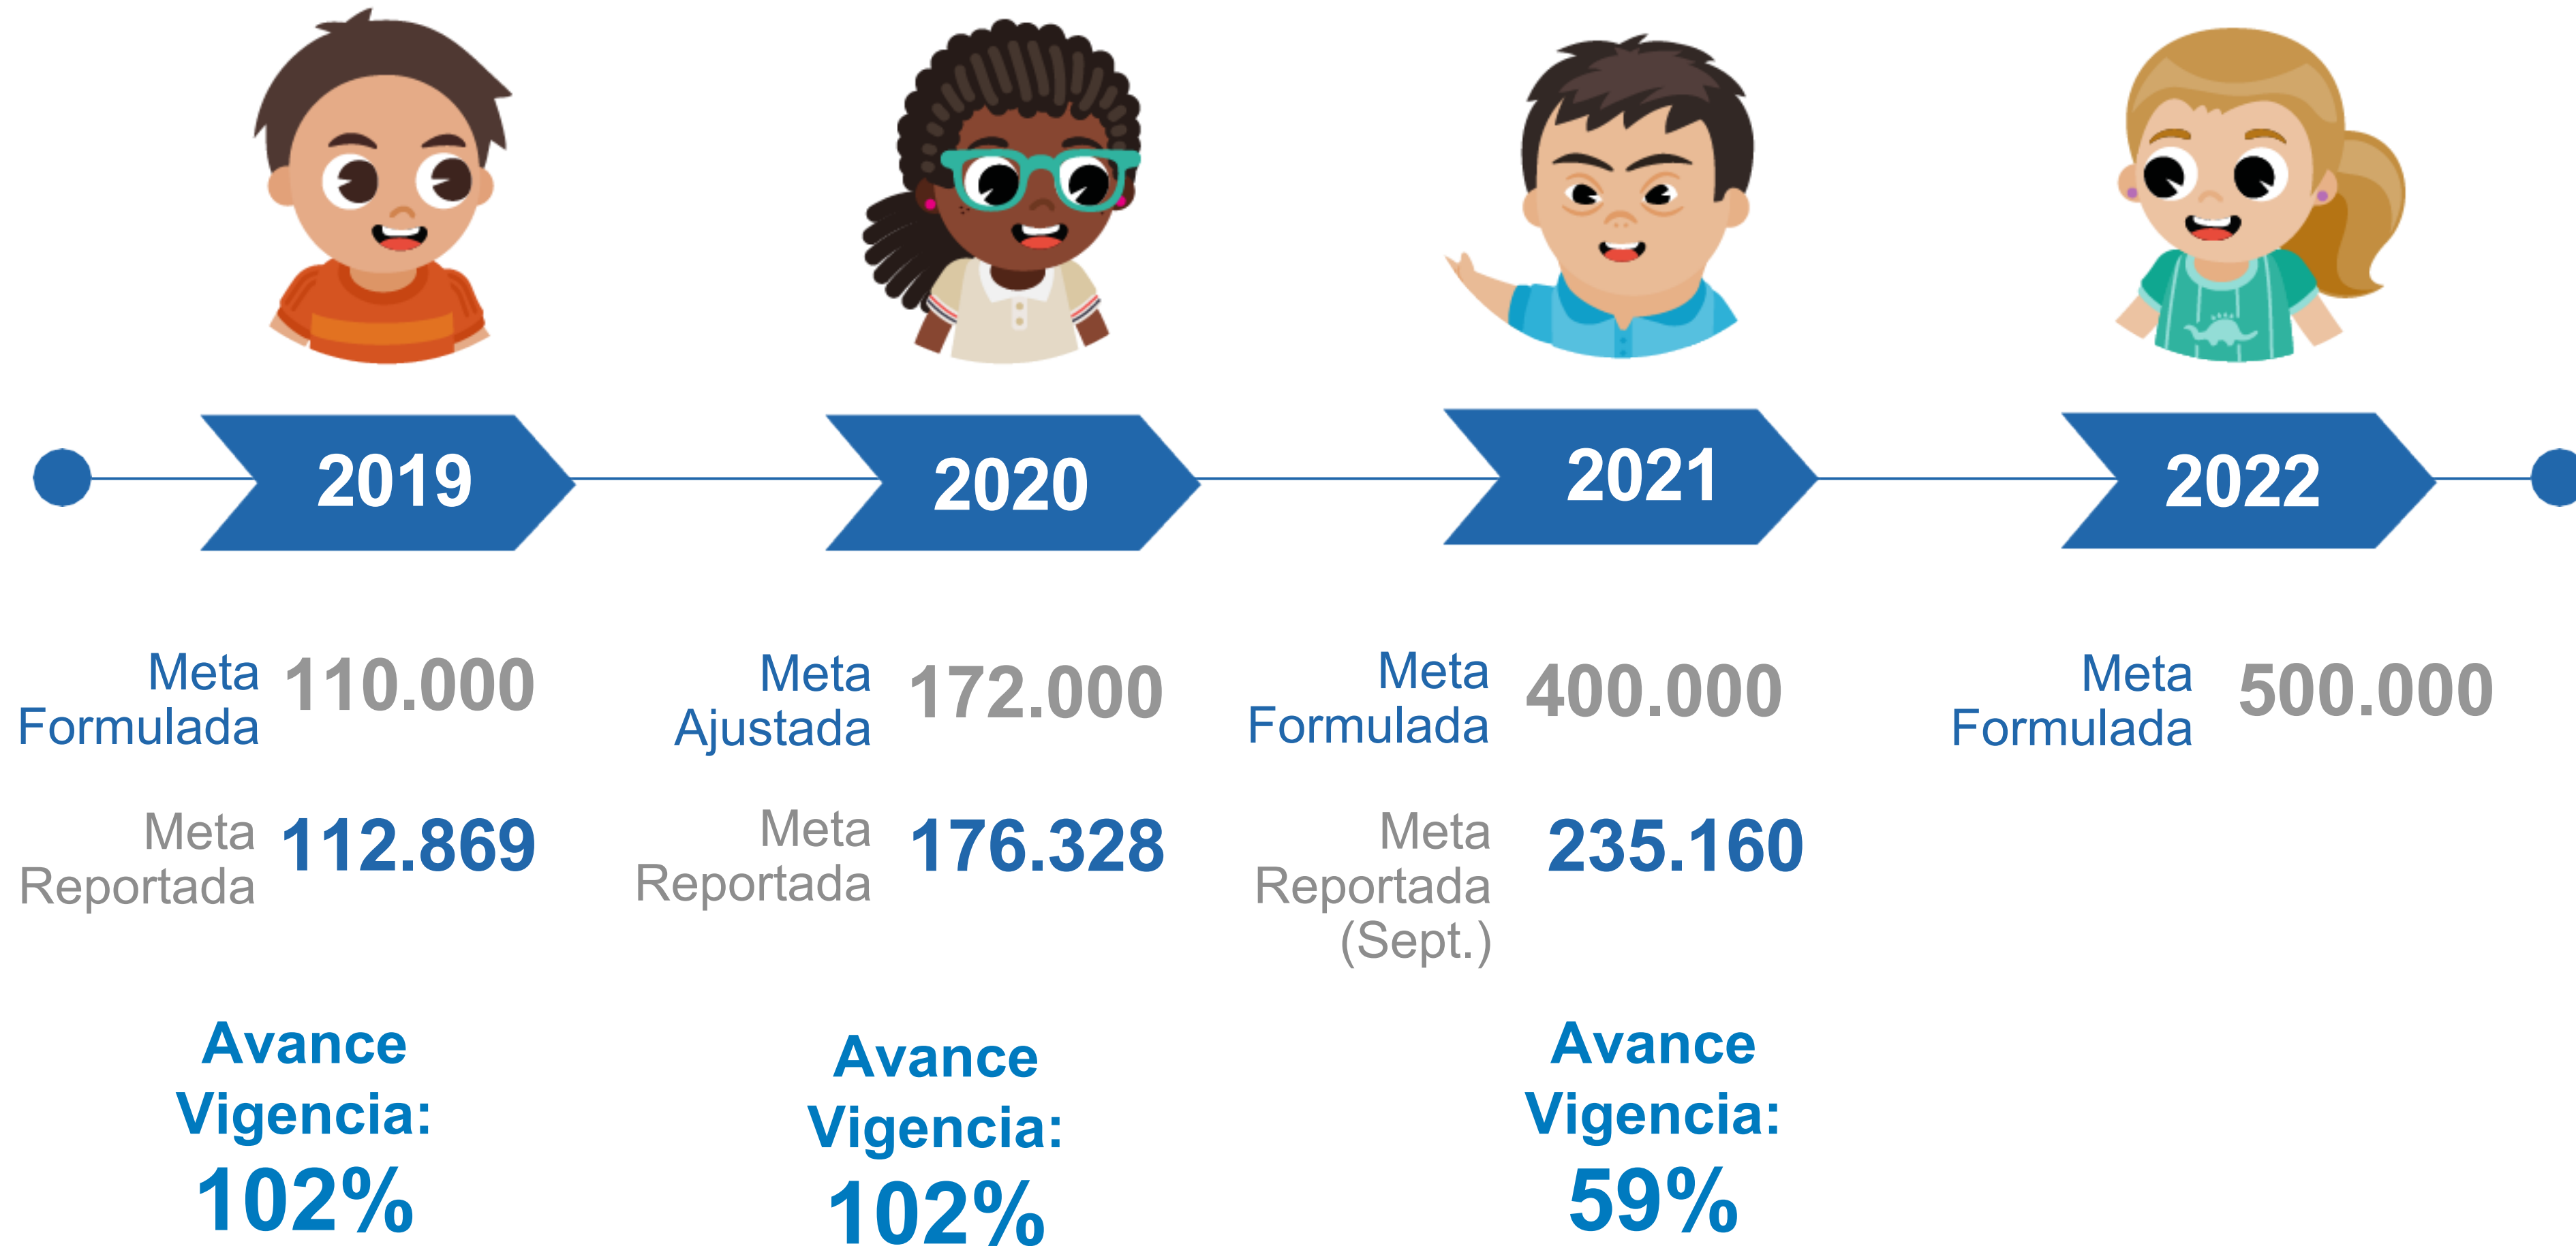 2019
2020
2021
2022
Meta
Formulada
110.000
Meta
Ajustada
172.000
Meta
Formulada
400.000
Meta
Formulada
500.000
Meta
Reportada
112.869
Meta
Reportada
176.328
Meta
Reportada
(Sept.)
235.160
Avance
Vigencia:
102%
Avance
Vigencia:
102%
Avance
Vigencia:
59%